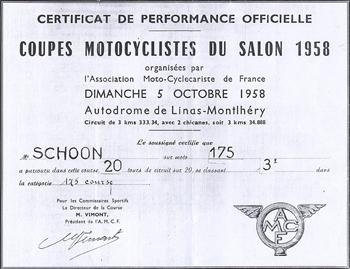 CERTIFICAT DE PERFORMANCE OFFICIELLE
COUPES MOTOCYCLISTES DU SALON 1958
organisées par
l'Association Moto-Cyclecariste de France
DIMANCHE 5 OCTOBRE 1958
Autodrome de Linas-Montlhéry
Circuit de 3 kms 333.34, avec 2 chicanes, soit 3 kms 34.888
Le soussigné certifie que
Mr SCHOON sur moto 175
a parcouru dans cette course 20 tours de circuit sur 20, se classant 3e dans
la catégorie 175 course
Pour les Commissaires Sportifs
Le Directeur de la Course
M. VIMONT,
Président de l'A. M. C. F.
MVimont
AMCF